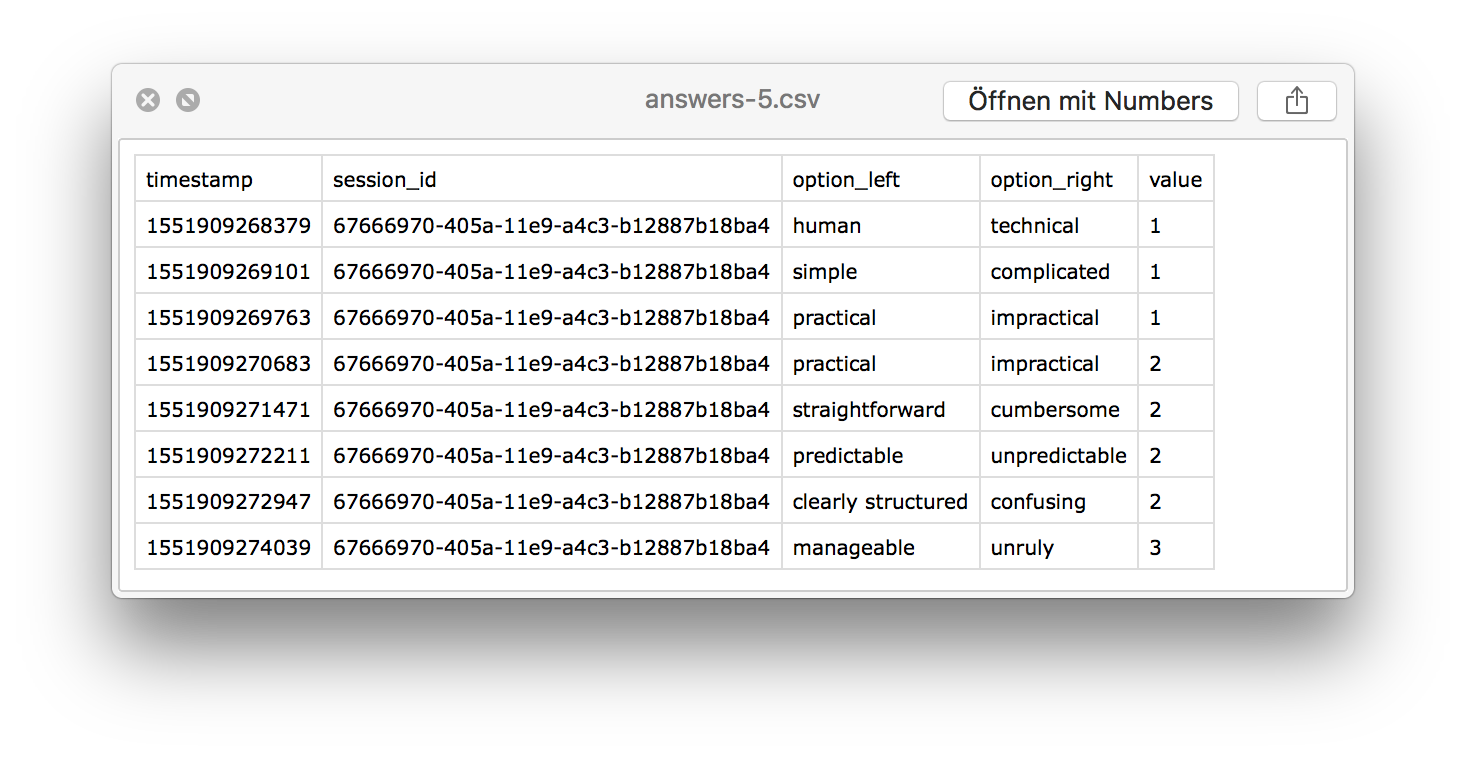 answers-5.csv Öffnen mit Numbers
timestamp session_id option_left option_right value
1551909268379 67666970-405a-11e9-a4c3-b12887b18ba4 human technical 1
1551909269101 67666970-405a-11e9-a4c3-b12887b18ba4 simple complicated 1
1551909269763 67666970-405a-11e9-a4c3-b12887b18ba4 practical impractical 1
1551909270683 67666970-405a-11e9-a4c3-b12887b18ba4 practical impractical 2
1551909271471 67666970-405a-11e9-a4c3-b12887b18ba4 straightforward cumbersome 2
1551909272211 67666970-405a-11e9-a4c3-b12887b18ba4 predictable unpredictable 2
1551909272947 67666970-405a-11e9-a4c3-b12887b18ba4 clearly structured confusing 2
1551909274039 67666970-405a-11e9-a4c3-b12887b18ba4 manageable unruly 3